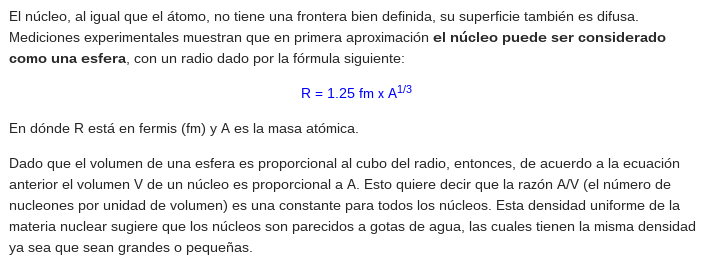 El núcleo, al igual que el átomo, no tiene una frontera bien definida, su superficie también es difusa.
Mediciones experimentales muestran que en primera aproximación el núcleo puede ser considerado
como una esfera, con un radio dado por la fórmula siguiente:
R = 1.25 fm x A^1/3
En dónde R está en fermis (fm) y A es la masa atómica.
Dado que el volumen de una esfera es proporcional al cubo del radio, entonces, de acuerdo a la ecuación
anterior el volumen V de un núcleo es proporcional a A. Esto quiere decir que la razón A/V (el número de
nucleones por unidad de volumen) es una constante para todos los núcleos. Esta densidad uniforme de la
materia nuclear sugiere que los núcleos son parecidos a gotas de agua, las cuales tienen la misma densidad
ya sea que sean grandes o pequeñas.